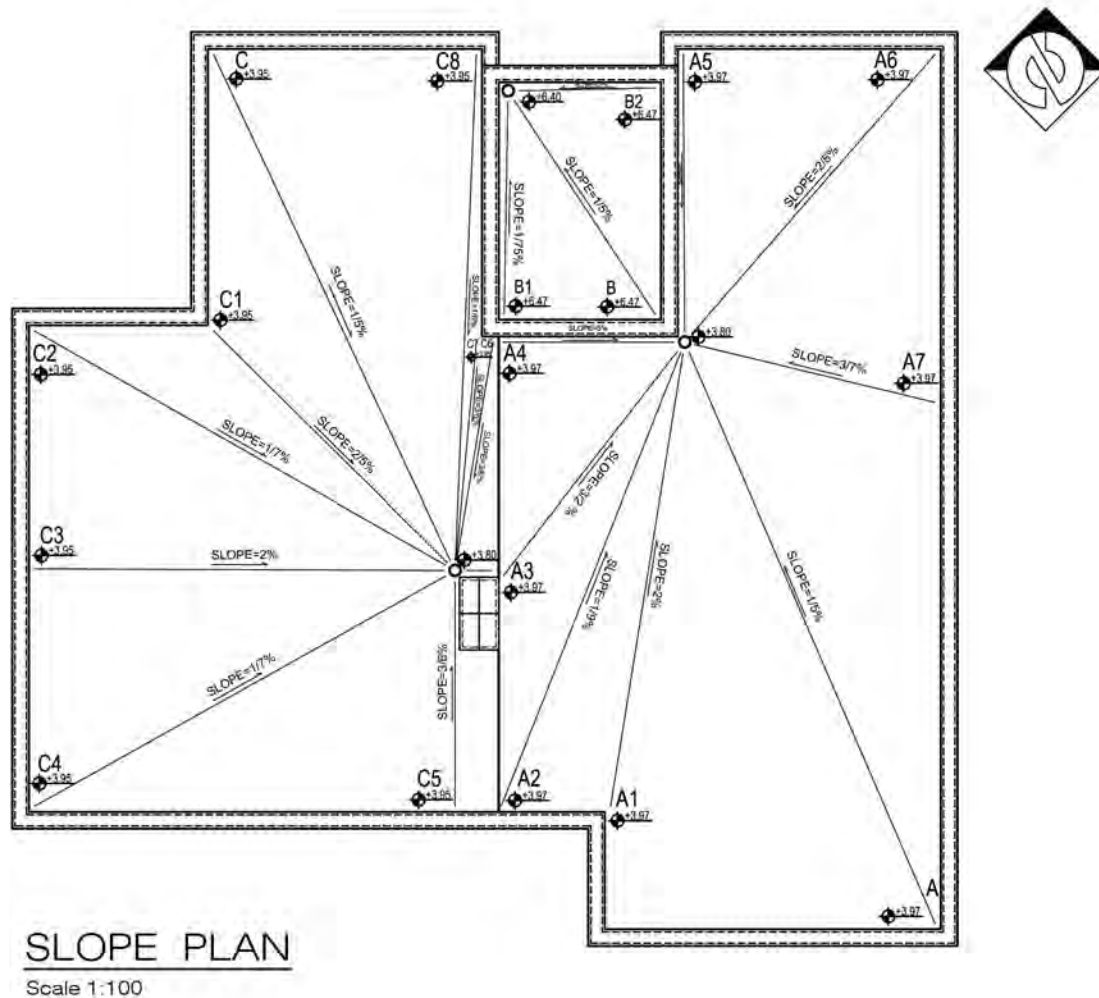 C
+3.95
C8
+3.95
A5
+3.97
A6
+3.97
+6.40
B2
+6.47
SLOPE=1/5%
SLOPE=2/8%
SLOPE=1/75%
SLOPE=1/5%
B1
+6.47
B
+6.47
C1
+3.95
+3.80
C2
+3.95
C7 C6
A4
+3.97
SLOPE=3/7%
A7
+3.97
SLOPE=1/7%
SLOPE=2/5%
SLOPE=3/2 %
C3
+3.95
SLOPE=2%
+3.80
A3
+3.97
SLOPE=1/9%
SLOPE=2%
SLOPE=1/5%
SLOPE=1/7%
SLOPE=3/6%
C4
+3.95
C5
+3.95
A2
+3.97
A1
+3.97
A
+3.97
SLOPE PLAN
Scale 1:100